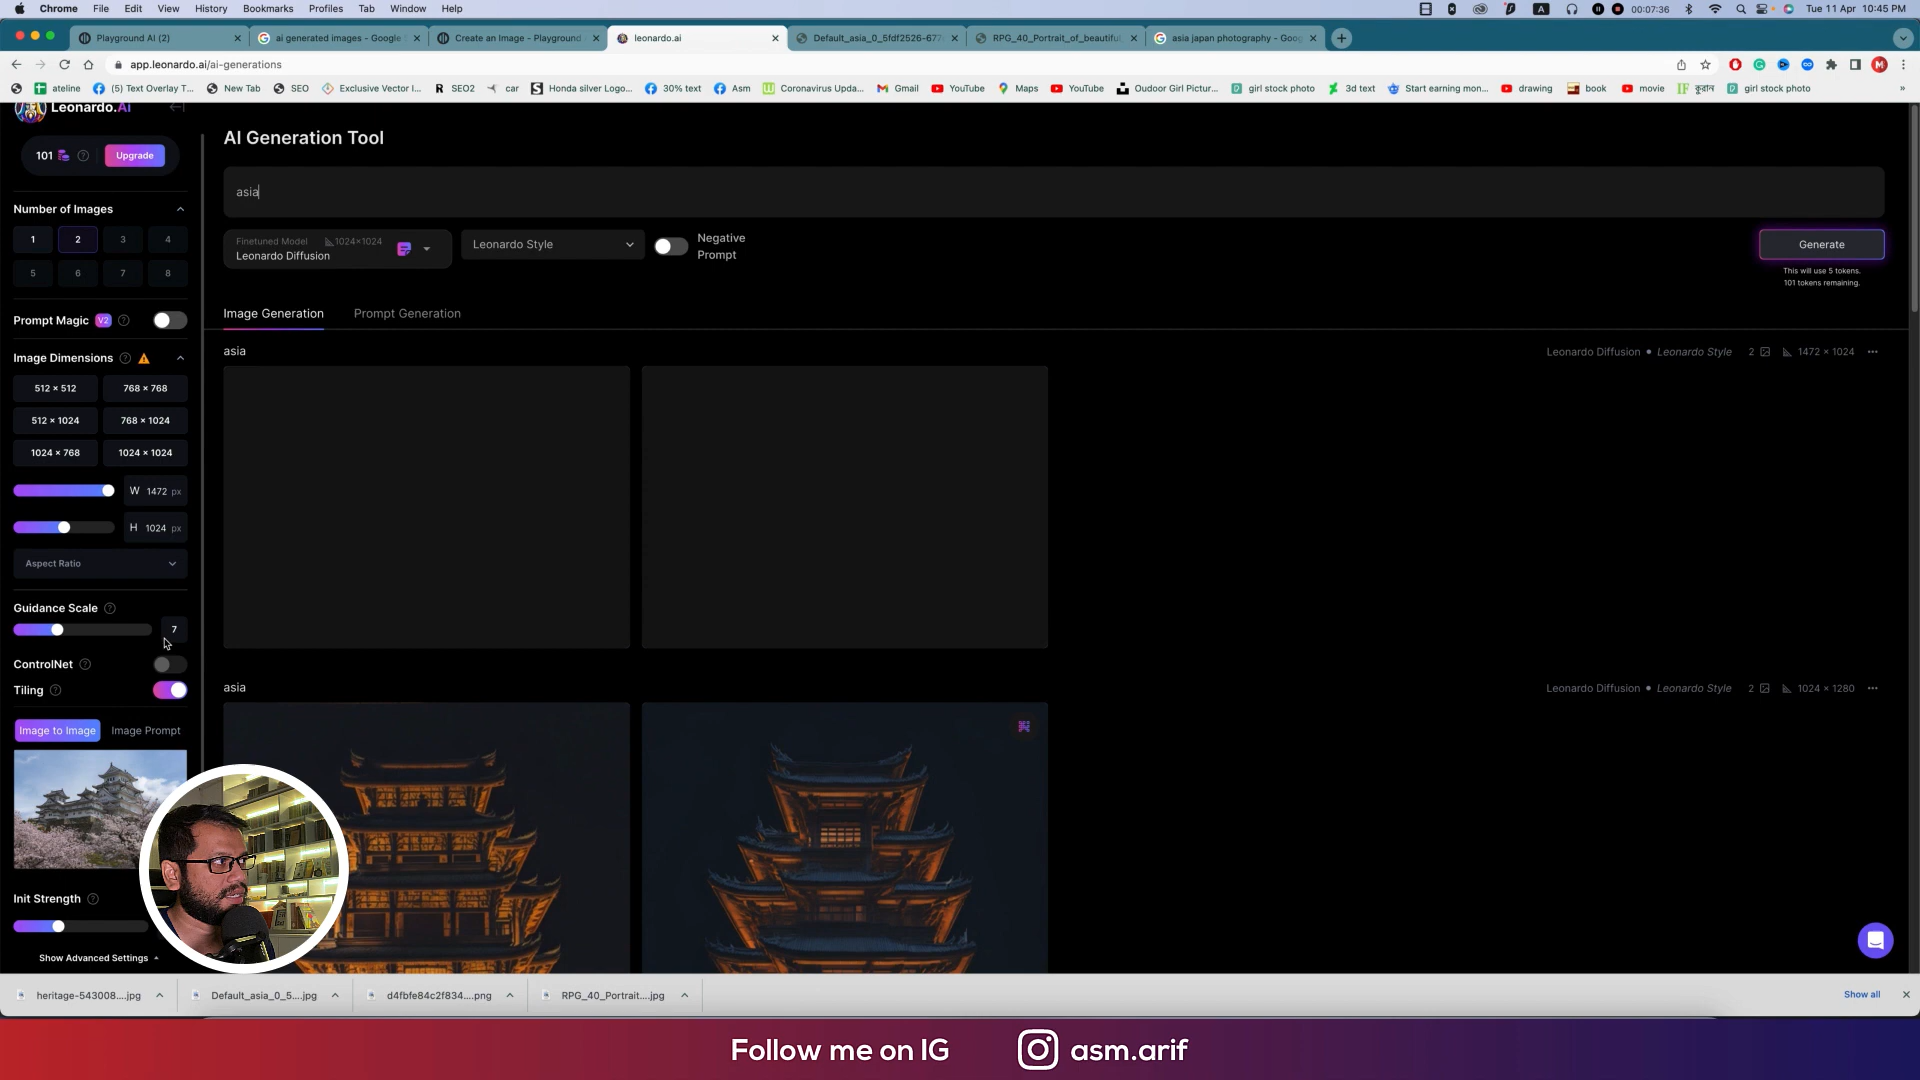 Chrome File Edit View History Bookmarks Profiles Tab Window Help
A 00:07:36 Tue 11 Apr 10:45 PM
Playground AI (2)
ai generated images - Google
Create an Image - Playground
leonardo.ai
Default_asia_0_5fdf2526-677
RPG_40_Portrait_of_beautiful
asia japan photography - Goog
app.leonardo.ai/ai-generations
M
ateline
(5) Text Overlay T...
New Tab
SEO
Exclusive Vector I...
R SEO2
car
Honda silver Logo...
30% text
Asm
Coronavirus Upda...
Gmail
YouTube
Maps
YouTube
Oudoor Girl Pictur...
girl stock photo
3d text
Start earning mon...
drawing
book
movie
IF কুরান
girl stock photo
»
Leonardo.Ai
101 Upgrade
Number of Images
1 2 3 4
5 6 7 8
Prompt Magic V2
Image Dimensions
512 × 512 768 × 768
512 × 1024 768 × 1024
1024 × 768 1024 × 1024
W 1472 px
H 1024 px
Aspect Ratio
Guidance Scale
7
ControlNet
Tiling
Image to Image Image Prompt
Init Strength
Show Advanced Settings
AI Generation Tool
asia
Finetuned Model 1024×1024
Leonardo Diffusion
Leonardo Style
Negative
Prompt
Generate
This will use 5 tokens.
101 tokens remaining.
Image Generation Prompt Generation
asia
Leonardo Diffusion • Leonardo Style 2 1472 × 1024
asia
Leonardo Diffusion • Leonardo Style 2 1024 × 1280
heritage-543008....jpg
Default_asia_0_5....jpg
d4fbfe84c2f834....png
RPG_40_Portrait....jpg
Show all
Follow me on IG asm.arif